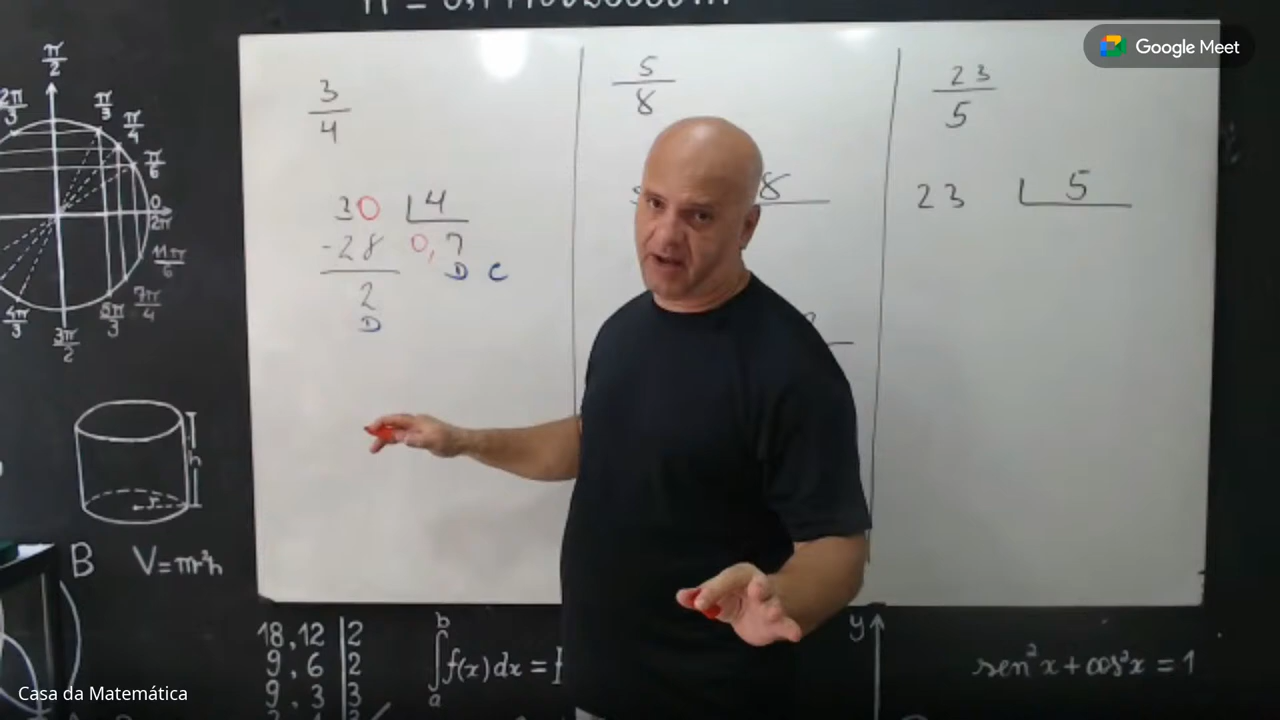 Google Meet
π/2
2π/3
π/3
π/4
π/6
0
2π
11π/6
7π/4
5π/3
3π/2
4π/3
h
r
B V=πr²h
3/4
30 4
-28 0,7
D C
2
D
5/8
8
23/5
23 5
18,12 2
9,6 2
9,3 3
b
∫f(x)dx =
a
y
sen²x+cos²x = 1
Casa da Matemática